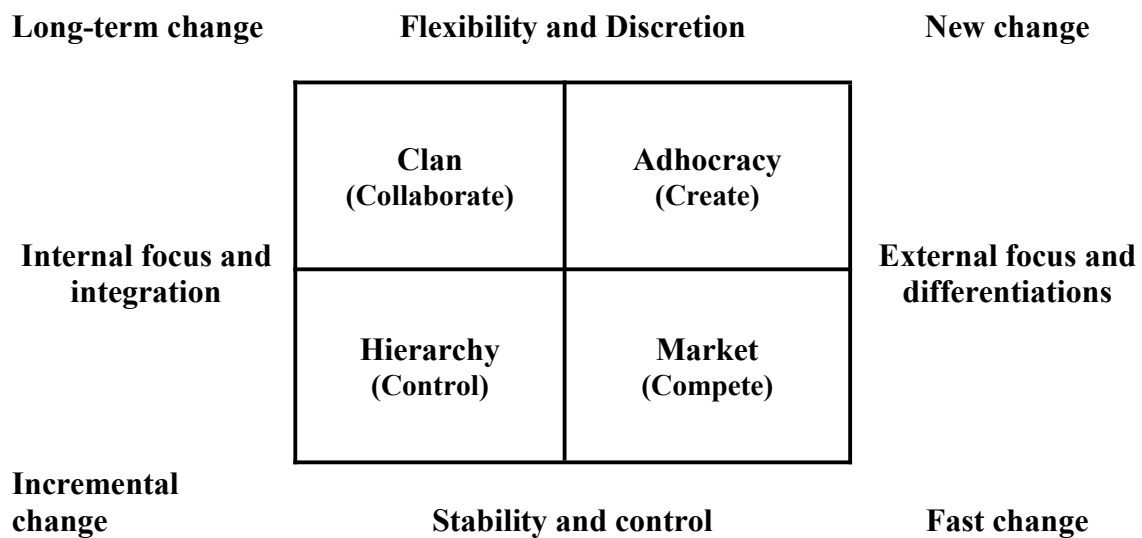 Long-term change
Flexibility and Discretion
New change
Clan
(Collaborate)
Adhocracy
(Create)
Internal focus and
integration
External focus and
differentiations
Hierarchy
(Control)
Market
(Compete)
Incremental
change
Stability and control
Fast change